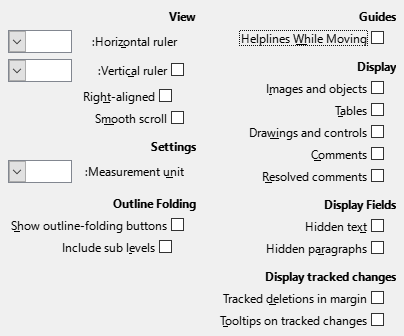 Guides
Helplines While Moving
Display
Images and objects
Tables
Drawings and controls
Comments
Resolved comments
Display Fields
Hidden text
Hidden paragraphs
Display tracked changes
Tracked deletions in margin
Tooltips on tracked changes
View
:Horizontal ruler
:Vertical ruler
Right-aligned
Smooth scroll
Settings
:Measurement unit
Outline Folding
Show outline-folding buttons
Include sub levels